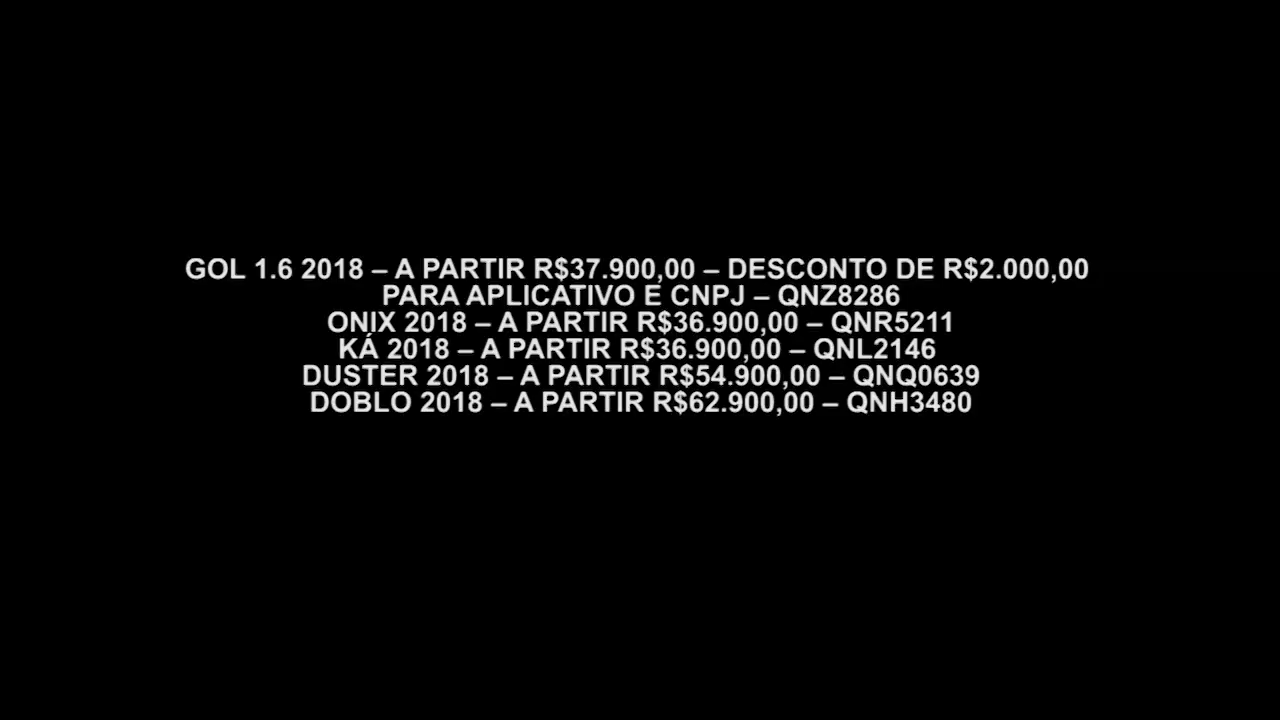 GOL 1.6 2018 – A PARTIR R$37.900,00 – DESCONTO DE R$2.000,00
PARA APLICATIVO E CNPJ – QNZ8286
ONIX 2018 – A PARTIR R$36.900,00 – QNR5211
KÁ 2018 – A PARTIR R$36.900,00 – QNL2146
DUSTER 2018 – A PARTIR R$54.900,00 – QNQ0639
DOBLO 2018 – A PARTIR R$62.900,00 – QNH3480